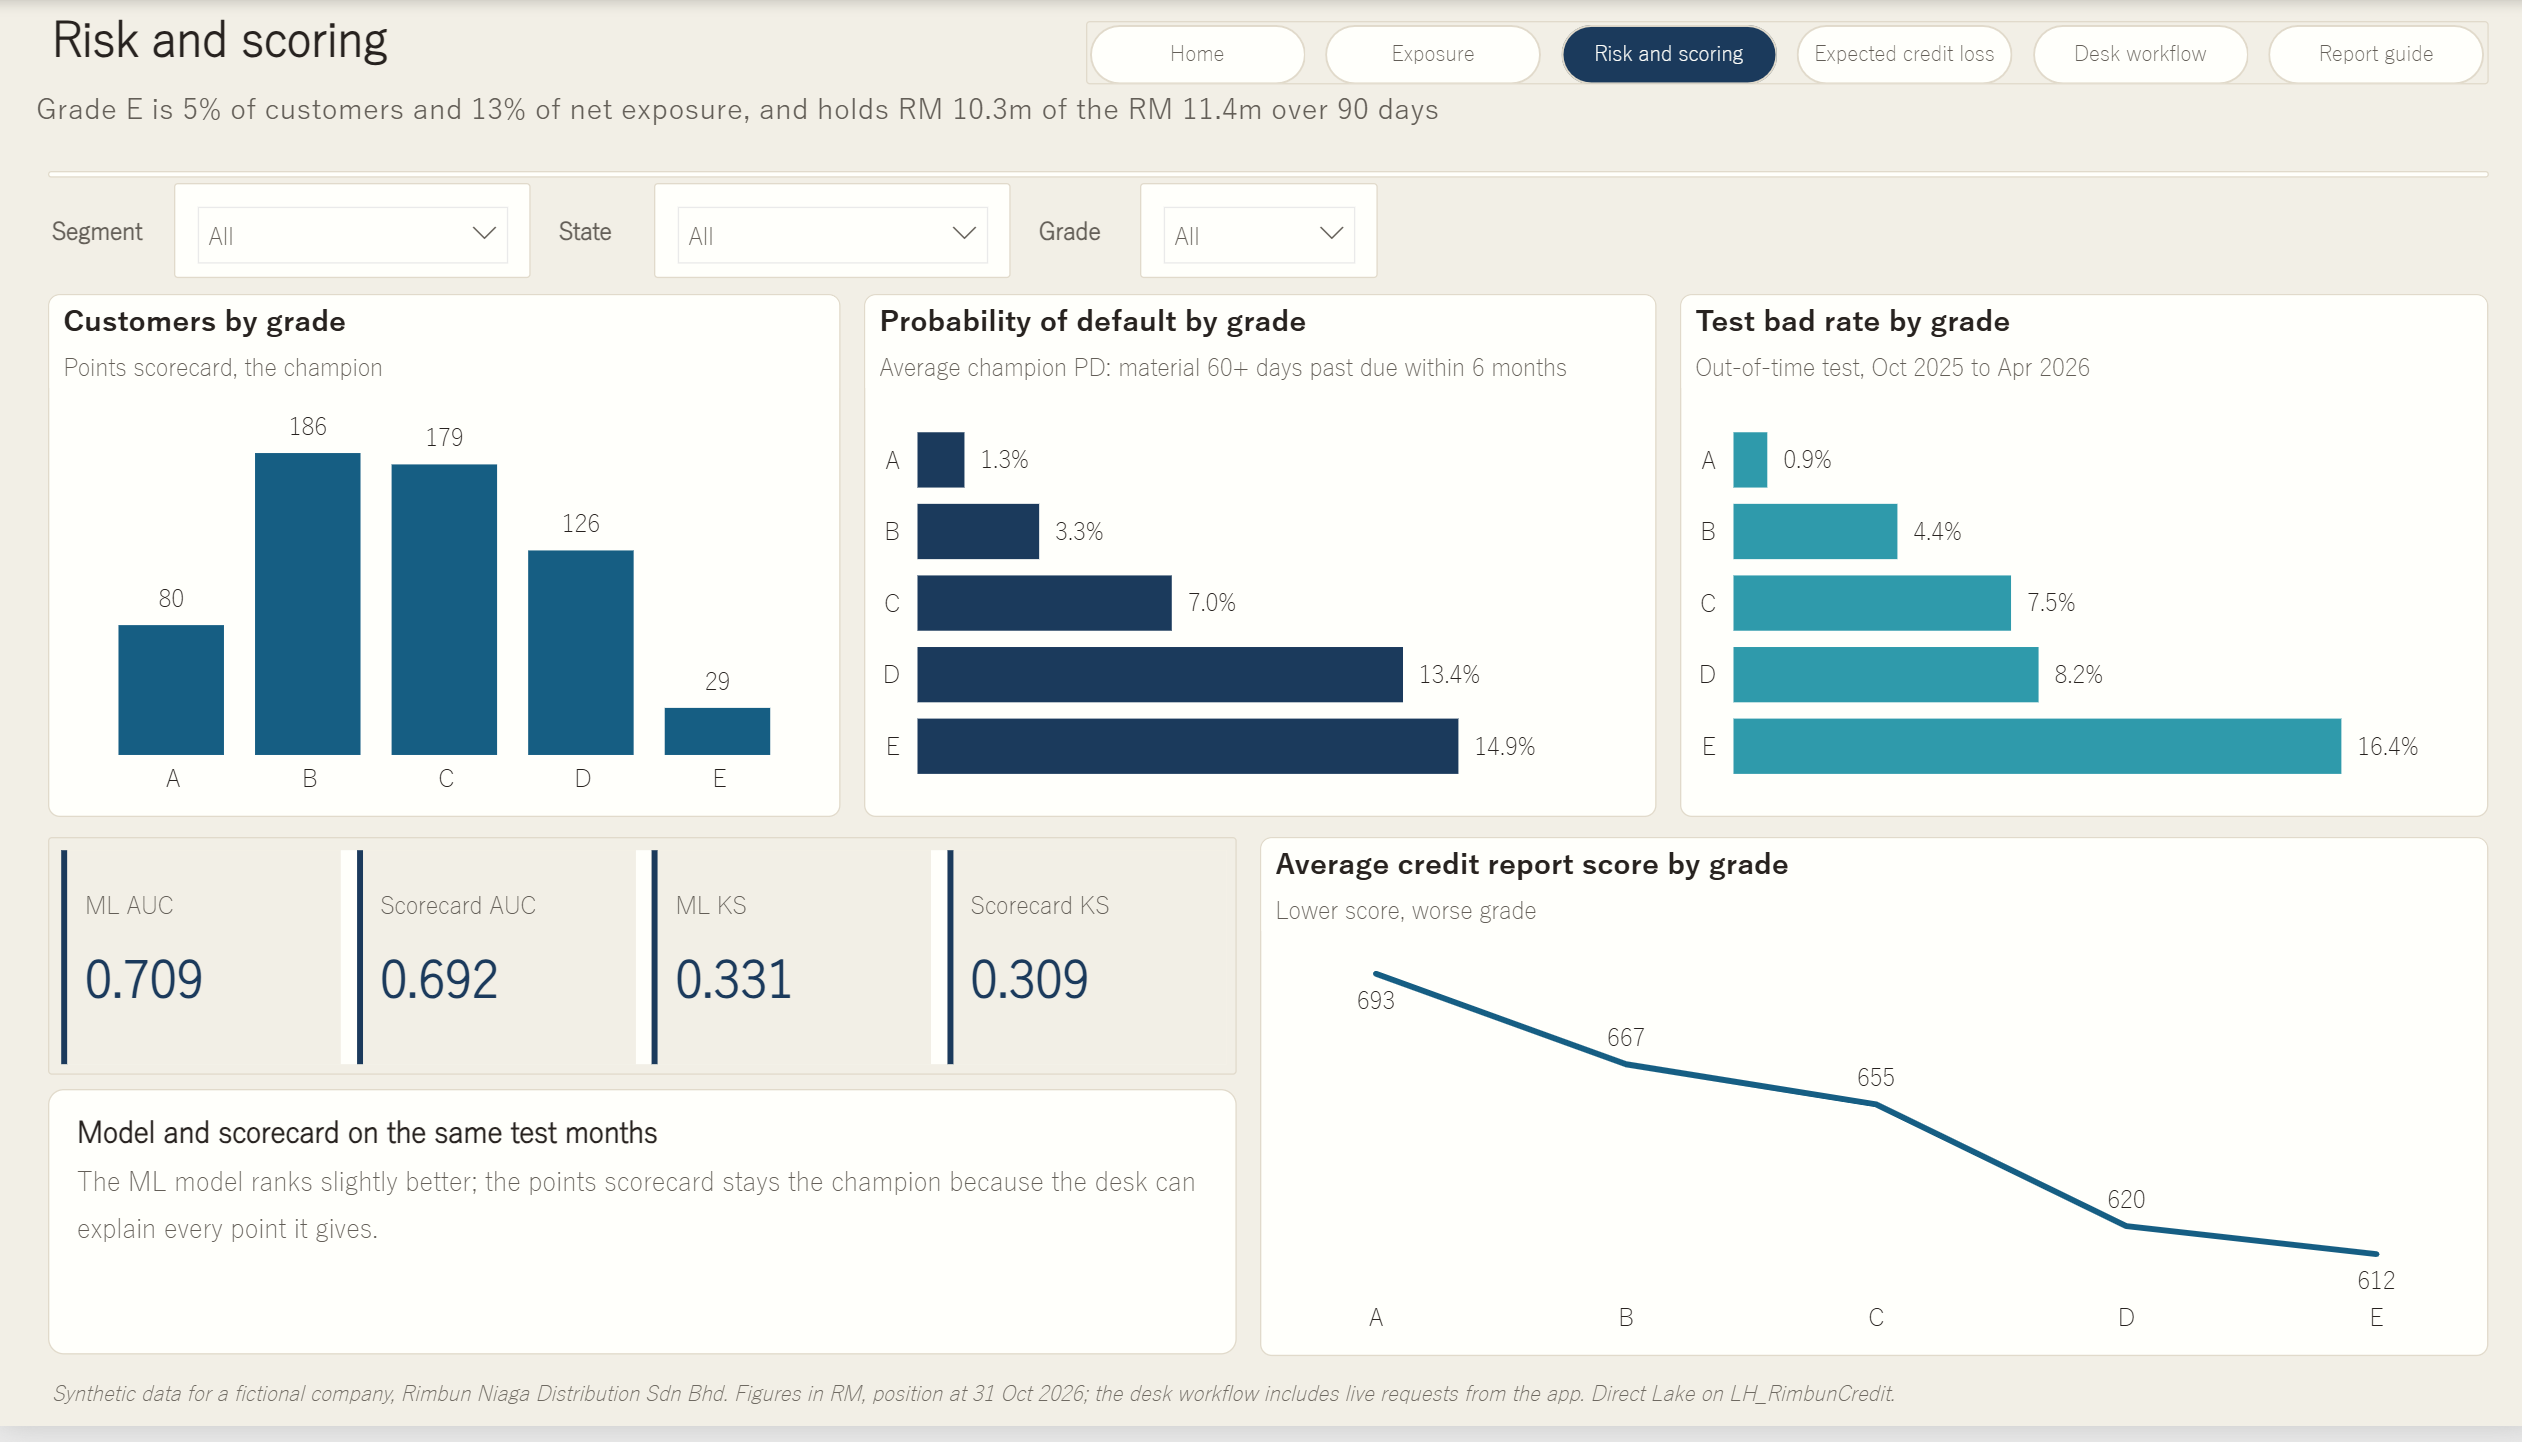 Risk and scoring
Home
Exposure
Risk and scoring
Expected credit loss
Desk workflow
Report guide
Grade E is 5% of customers and 13% of net exposure, and holds RM 10.3m of the RM 11.4m over 90 days
Segment
All
State
All
Grade
All
Customers by grade
Points scorecard, the champion
80
186
179
126
29
A
B
C
D
E
Probability of default by grade
Average champion PD: material 60+ days past due within 6 months
A 1.3%
B 3.3%
C 7.0%
D 13.4%
E 14.9%
Test bad rate by grade
Out-of-time test, Oct 2025 to Apr 2026
A 0.9%
B 4.4%
C 7.5%
D 8.2%
E 16.4%
ML AUC
0.709
Scorecard AUC
0.692
ML KS
0.331
Scorecard KS
0.309
Model and scorecard on the same test months
The ML model ranks slightly better; the points scorecard stays the champion because the desk can
explain every point it gives.
Average credit report score by grade
Lower score, worse grade
693
667
655
620
612
A
B
C
D
E
Synthetic data for a fictional company, Rimbun Niaga Distribution Sdn Bhd. Figures in RM, position at 31 Oct 2026; the desk workflow includes live requests from the app. Direct Lake on LH_RimbunCredit.